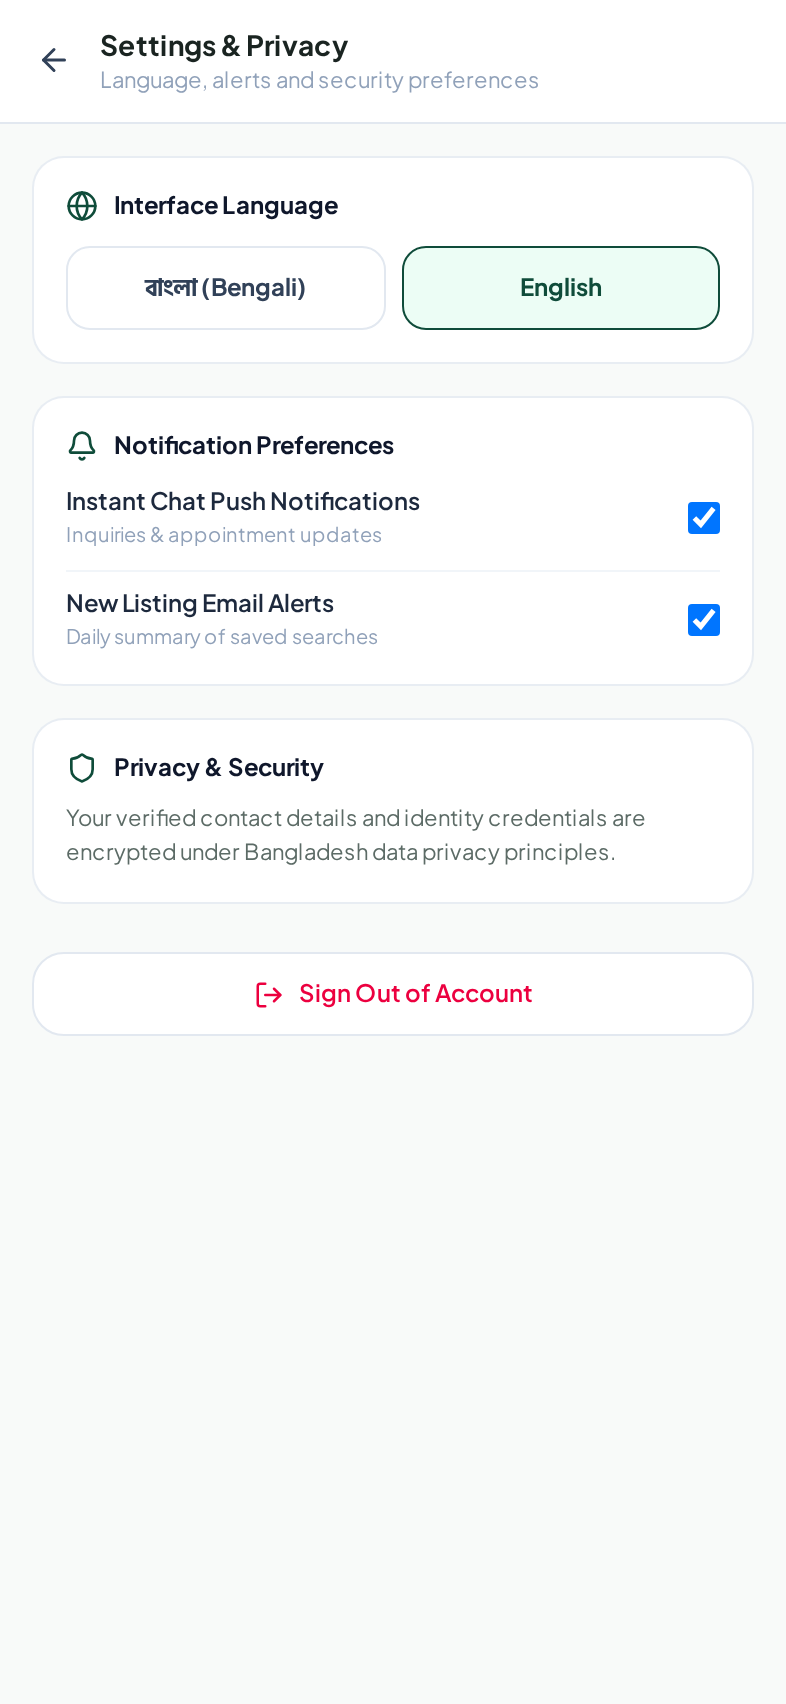 Settings & Privacy
Language, alerts and security preferences
Interface Language
বাংলা (Bengali)
English
Notification Preferences
Instant Chat Push Notifications
Inquiries & appointment updates
New Listing Email Alerts
Daily summary of saved searches
Privacy & Security
Your verified contact details and identity credentials are
encrypted under Bangladesh data privacy principles.
Sign Out of Account